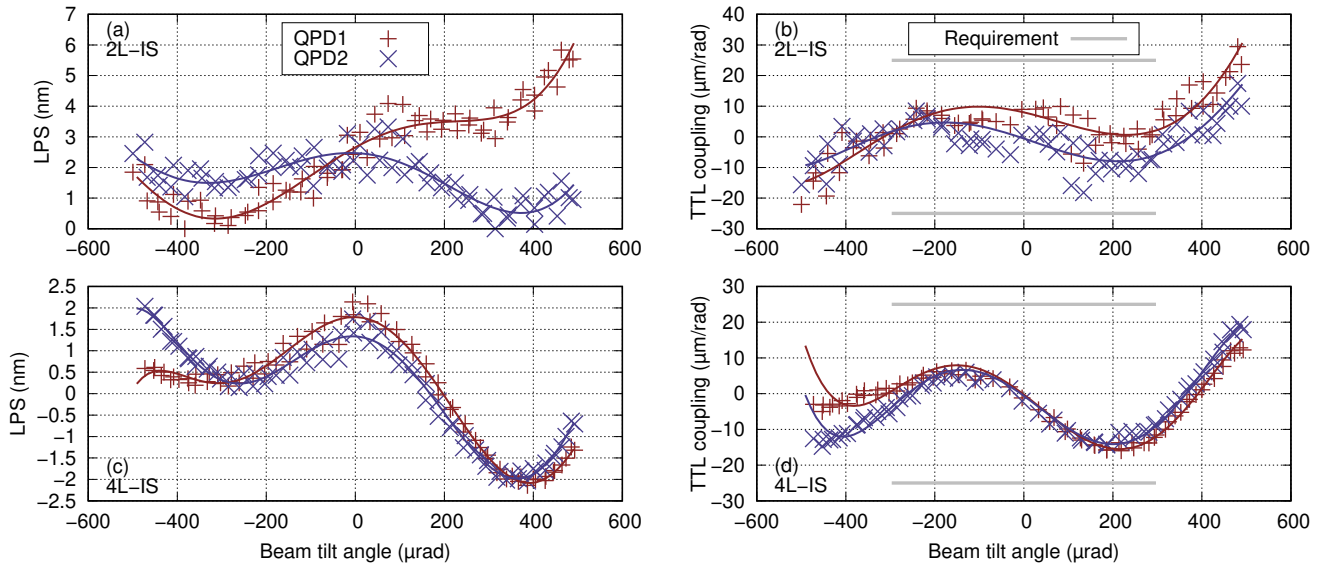 (a)
2L−IS
QPD1
QPD2
LPS (nm)
7
6
5
4
3
2
1
0
−600 −400 −200 0 200 400 600
(b)
2L−IS
Requirement
TTL coupling (μm/rad)
40
30
20
10
0
−10
−20
−30
−600 −400 −200 0 200 400 600
(c)
4L−IS
LPS (nm)
2.5
2
1.5
1
0.5
0
−0.5
−1
−1.5
−2
−2.5
−600 −400 −200 0 200 400 600
Beam tilt angle (μrad)
(d)
4L−IS
TTL coupling (μm/rad)
30
20
10
0
−10
−20
−30
−600 −400 −200 0 200 400 600
Beam tilt angle (μrad)